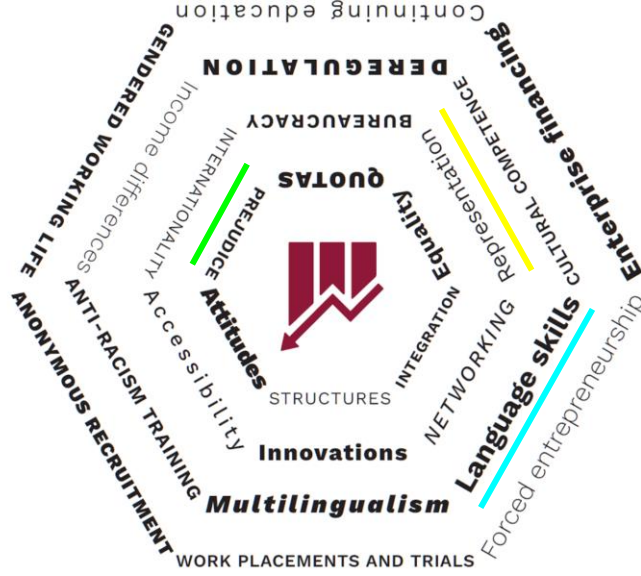 Continuing education
Enterprise financing
Forced entrepreneurship
WORK PLACEMENTS AND TRIALS
ANONYMOUS RECRUITMENT
GENDERED WORKING LIFE
DEREGULATION
CULTURAL COMPETENCE
Language skills
Multilingualism
ANTI-RACISM TRAINING
Income differences
BUREAUCRACY
Representation
NETWORKING
Innovations
Accessibility
INTERNATIONALITY
QUOTAS
Equality
INTEGRATION
STRUCTURES
Attitudes
PREJUDICE